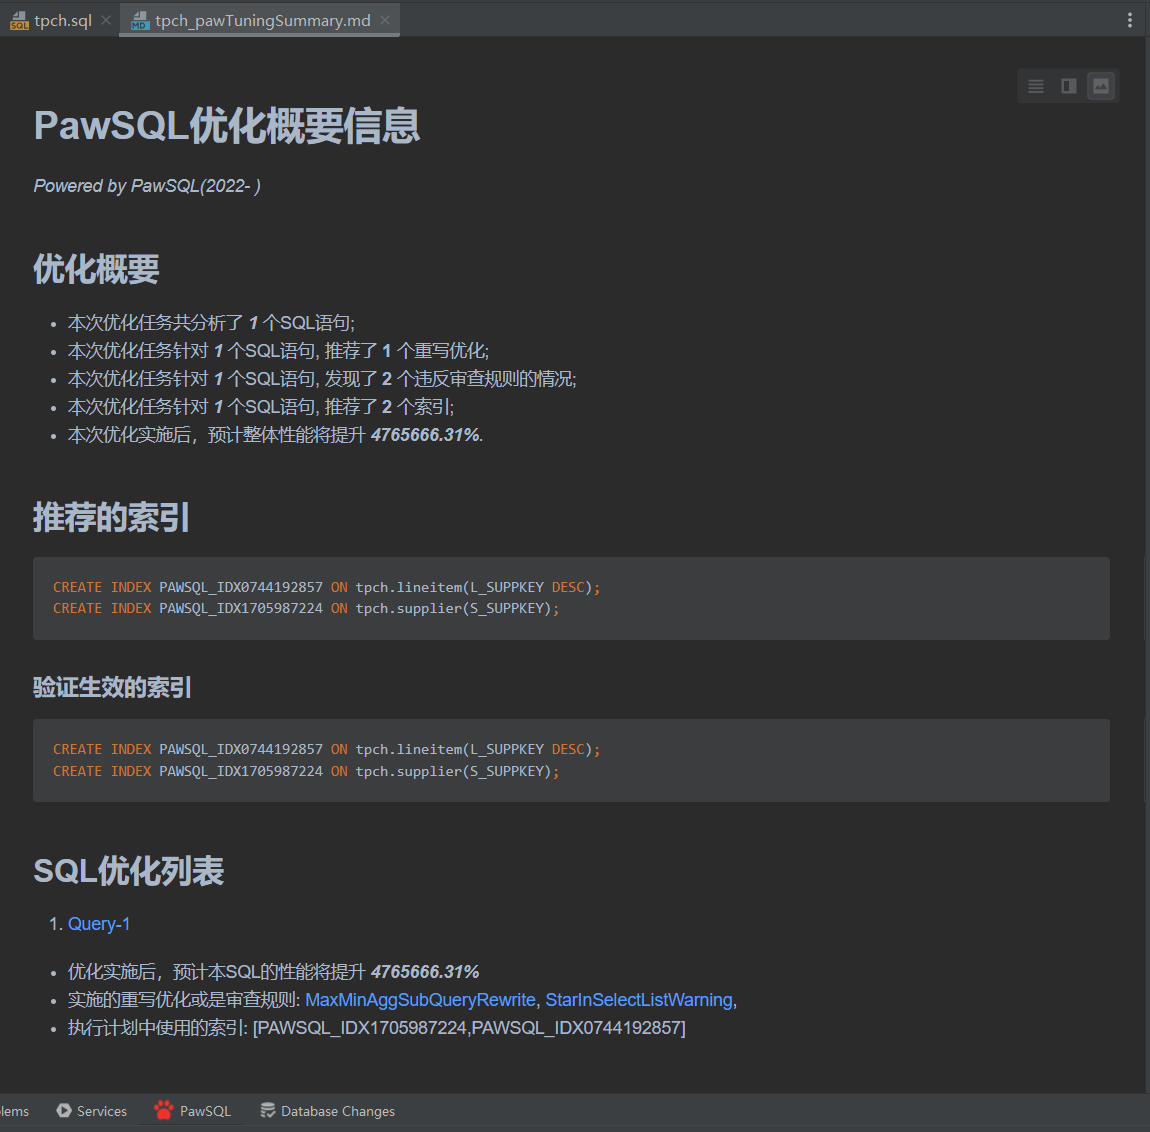 tpch.sql
tpch_pawTuningSummary.md
PawSQL优化概要信息
Powered by PawSQL(2022- )
优化概要
本次优化任务共分析了 1 个SQL语句;
本次优化任务针对 1 个SQL语句, 推荐了 1 个重写优化;
本次优化任务针对 1 个SQL语句, 发现了 2 个违反审查规则的情况;
本次优化任务针对 1 个SQL语句, 推荐了 2 个索引;
本次优化实施后，预计整体性能将提升 4765666.31%.
推荐的索引
CREATE INDEX PAWSQL_IDX0744192857 ON tpch.lineitem(L_SUPPKEY DESC);
CREATE INDEX PAWSQL_IDX1705987224 ON tpch.supplier(S_SUPPKEY);
验证生效的索引
CREATE INDEX PAWSQL_IDX0744192857 ON tpch.lineitem(L_SUPPKEY DESC);
CREATE INDEX PAWSQL_IDX1705987224 ON tpch.supplier(S_SUPPKEY);
SQL优化列表
1. Query-1
优化实施后，预计本SQL的性能将提升 4765666.31%
实施的重写优化或是审查规则: MaxMinAggSubQueryRewrite, StarInSelectListWarning,
执行计划中使用的索引: [PAWSQL_IDX1705987224,PAWSQL_IDX0744192857]
lems Services PawSQL Database Changes